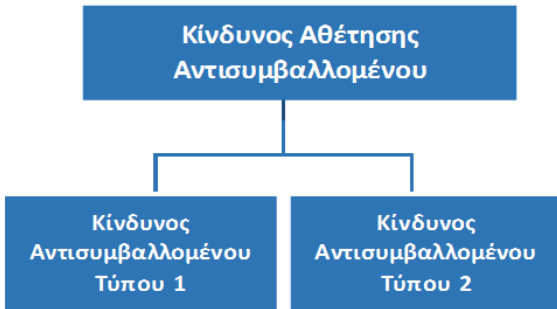 Κίνδυνος Αθέτησης
Αντισυμβαλλομένου
Κίνδυνος
Αντισυμβαλλομένου
Τύπου 1
Κίνδυνος
Αντισυμβαλλομένου
Τύπου 2